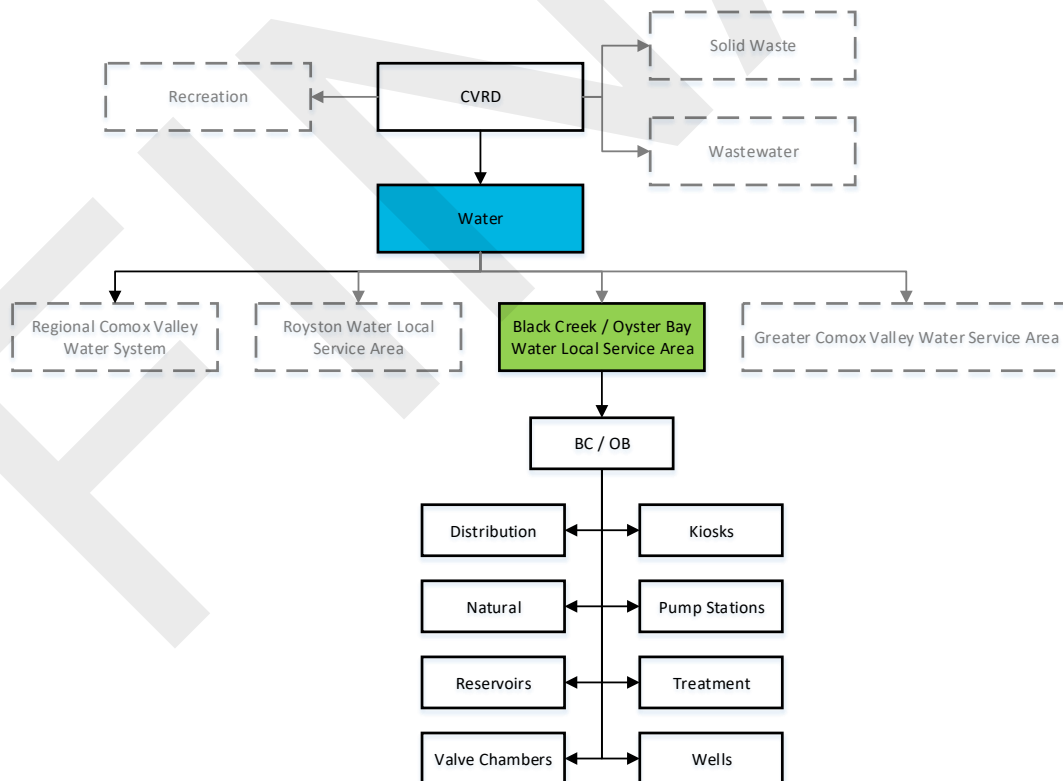 Solid Waste
Recreation
CVRD
Wastewater
Water
Regional Comox Valley
Water System
Royston Water Local
Service Area
Black Creek / Oyster Bay
Water Local Service Area
Greater Comox Valley Water Service Area
BC / OB
Distribution
Kiosks
Natural
Pump Stations
Reservoirs
Treatment
Valve Chambers
Wells